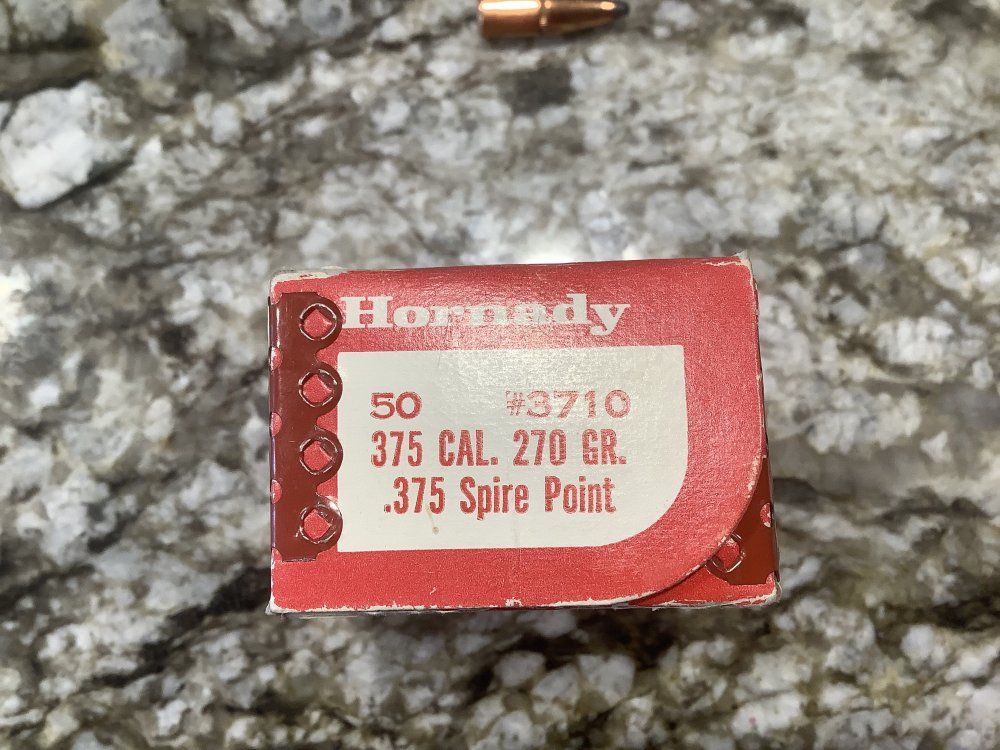 Hornady
50 #3710
375 CAL. 270 GR.
.375 Spire Point